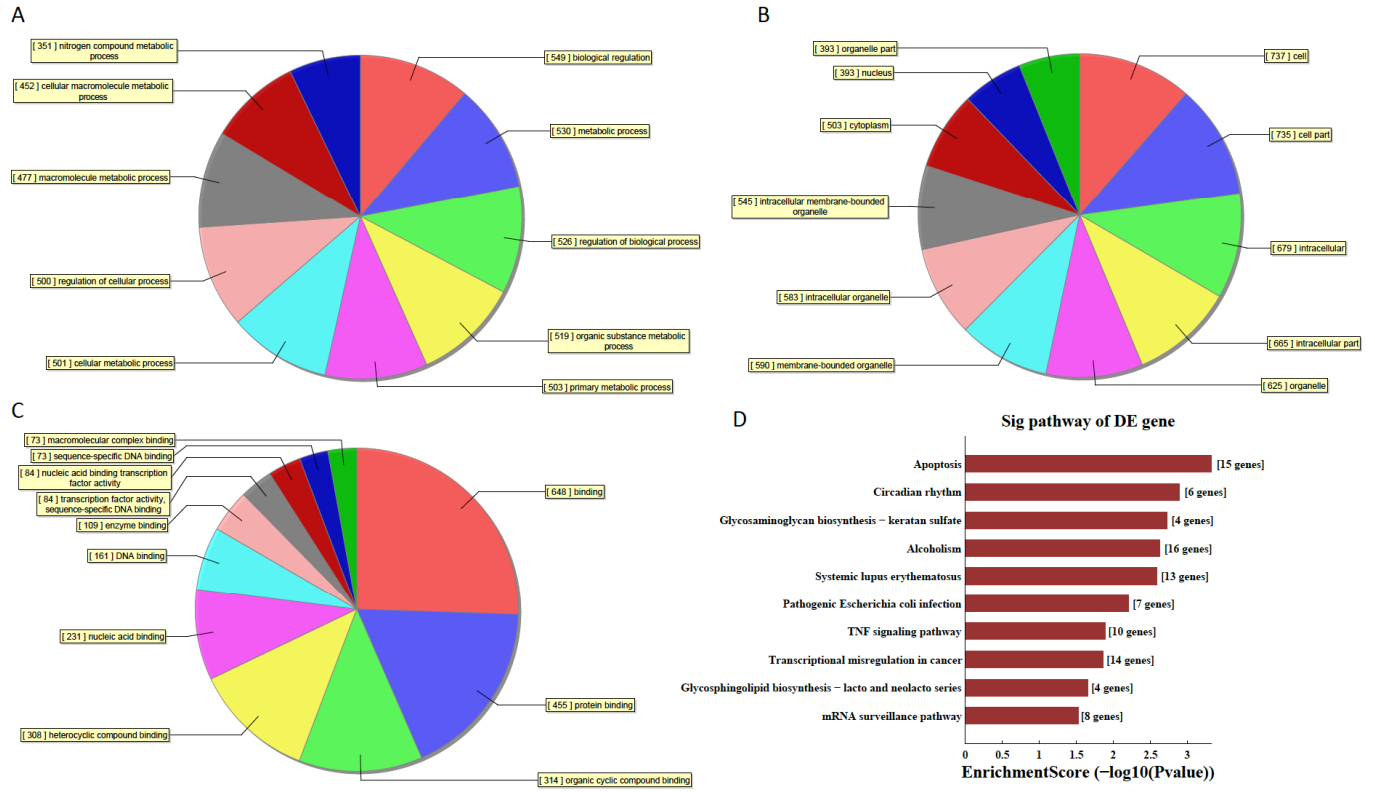 A
[ 351 ] nitrogen compound metabolic
process
[ 452 ] cellular macromolecule metabolic
process
[ 477 ] macromolecule metabolic process
[ 500 ] regulation of cellular process
[ 501 ] cellular metabolic process
[ 549 ] biological regulation
[ 530 ] metabolic process
[ 526 ] regulation of biological process
[ 519 ] organic substance metabolic
process
[ 503 ] primary metabolic process
B
[ 393 ] organelle part
[ 393 ] nucleus
[ 503 ] cytoplasm
[ 545 ] intracellular membrane-bounded
organelle
[ 583 ] intracellular organelle
[ 590 ] membrane-bounded organelle
[ 737 ] cell
[ 735 ] cell part
[ 679 ] intracellular
[ 665 ] intracellular part
[ 625 ] organelle
C
[ 73 ] macromolecular complex binding
[ 73 ] sequence-specific DNA binding
[ 84 ] nucleic acid binding transcription
factor activity
[ 84 ] transcription factor activity,
sequence-specific DNA binding
[ 109 ] enzyme binding
[ 161 ] DNA binding
[ 231 ] nucleic acid binding
[ 308 ] heterocyclic compound binding
[ 648 ] binding
[ 455 ] protein binding
[ 314 ] organic cyclic compound binding
D
Sig pathway of DE gene
Apoptosis [15 genes]
Circadian rhythm [6 genes]
Glycosaminoglycan biosynthesis − keratan sulfate [4 genes]
Alcoholism [16 genes]
Systemic lupus erythematosus [13 genes]
Pathogenic Escherichia coli infection [7 genes]
TNF signaling pathway [10 genes]
Transcriptional misregulation in cancer [14 genes]
Glycosphingolipid biosynthesis − lacto and neolacto series [4 genes]
mRNA surveillance pathway [8 genes]
0 0.5 1 1.5 2 2.5 3
EnrichmentScore (−log10(Pvalue))